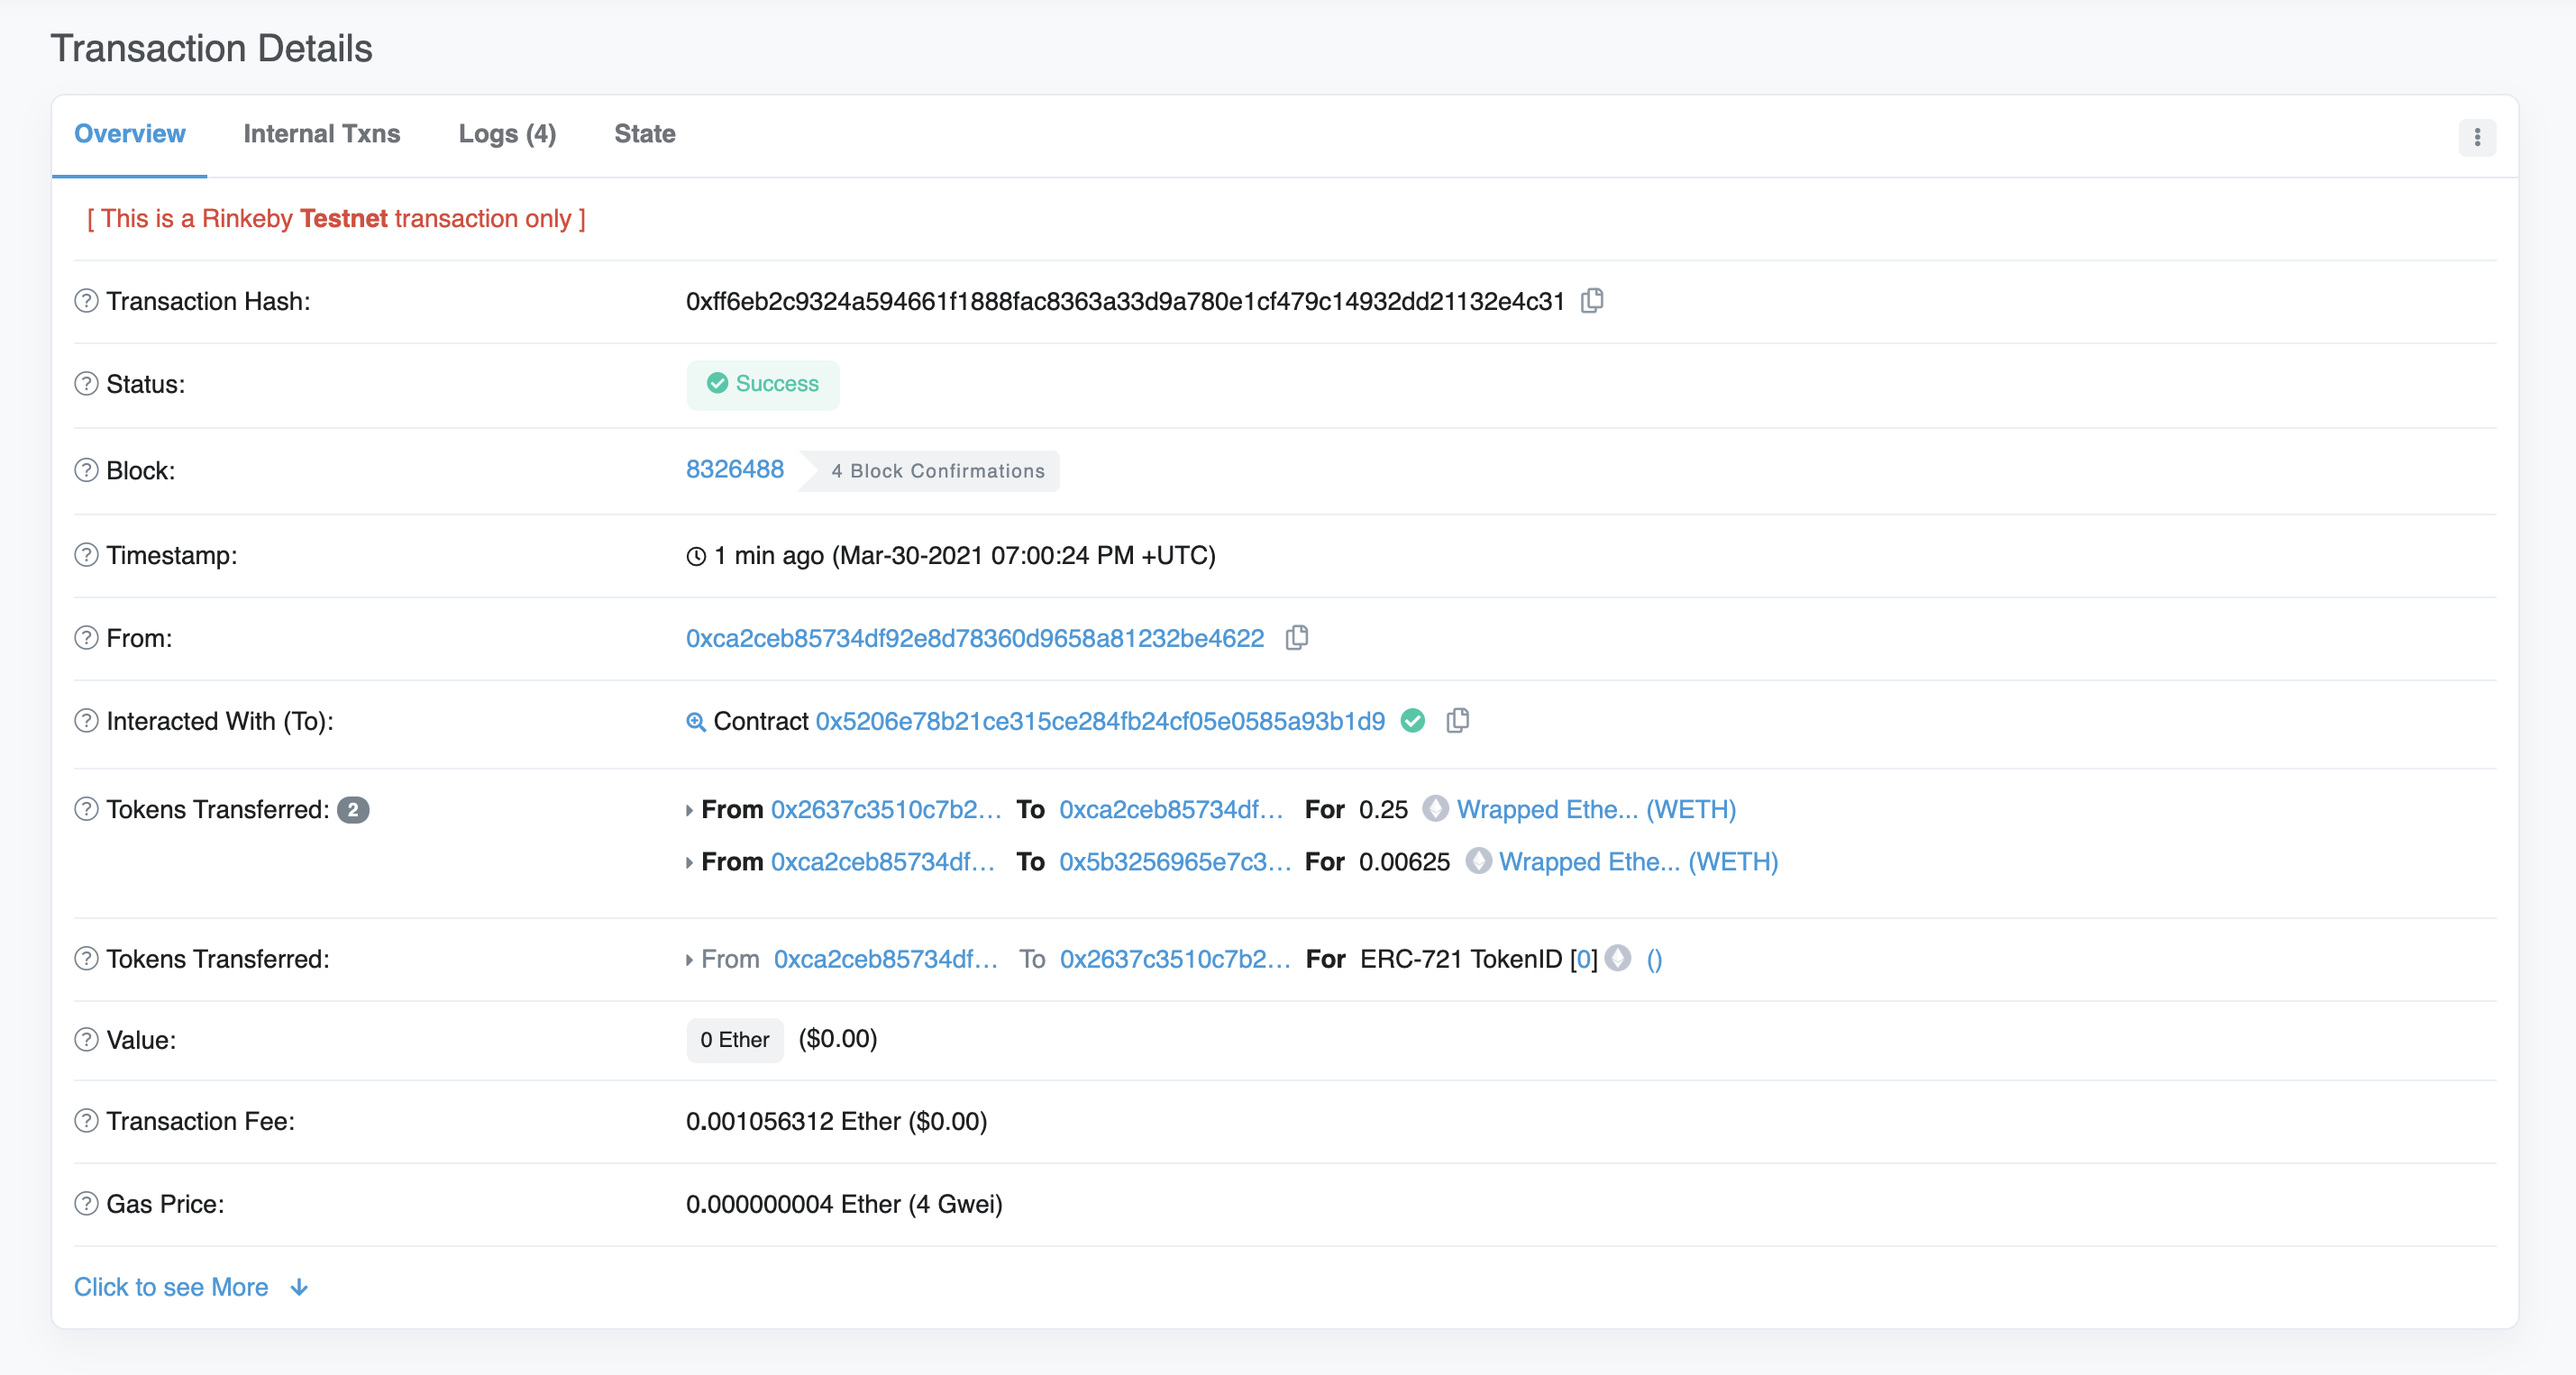 Transaction Details
Overview Internal Txns Logs (4) State
[ This is a Rinkeby Testnet transaction only ]
Transaction Hash: 0xff6eb2c9324a594661f1888fac8363a33d9a780e1cf479c14932dd21132e4c31
Status: Success
Block: 8326488 4 Block Confirmations
Timestamp: 1 min ago (Mar-30-2021 07:00:24 PM +UTC)
From: 0xca2ceb85734df92e8d78360d9658a81232be4622
Interacted With (To): Contract 0x5206e78b21ce315ce284fb24cf05e0585a93b1d9
Tokens Transferred: 2 From 0x2637c3510c7b2... To 0xca2ceb85734df... For 0.25 Wrapped Ethe... (WETH)
From 0xca2ceb85734df... To 0x5b3256965e7c3... For 0.00625 Wrapped Ethe... (WETH)
Tokens Transferred: From 0xca2ceb85734df... To 0x2637c3510c7b2... For ERC-721 TokenID [0] ()
Value: 0 Ether ($0.00)
Transaction Fee: 0.001056312 Ether ($0.00)
Gas Price: 0.000000004 Ether (4 Gwei)
Click to see More